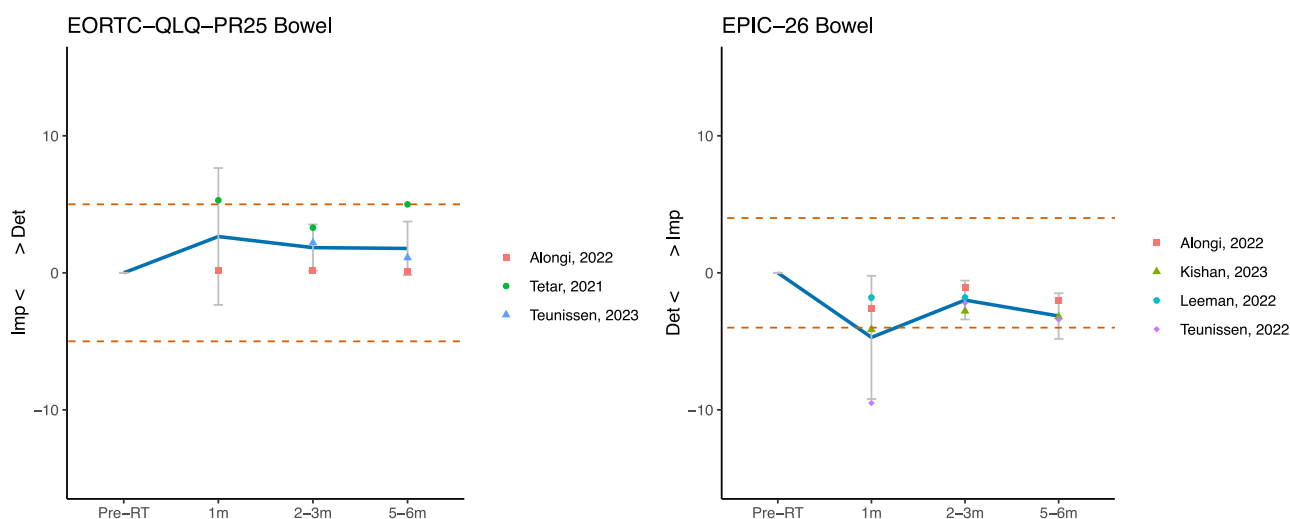 EORTC–QLQ–PR25 Bowel
10
0
−10
Imp <   > Det
Pre−RT
1m
2−3m
5−6m
Alongi, 2022
Tetar, 2021
Teunissen, 2023
EPIC–26 Bowel
10
0
−10
Det <   > Imp
Pre−RT
1m
2−3m
5−6m
Alongi, 2022
Kishan, 2023
Leeman, 2022
Teunissen, 2022